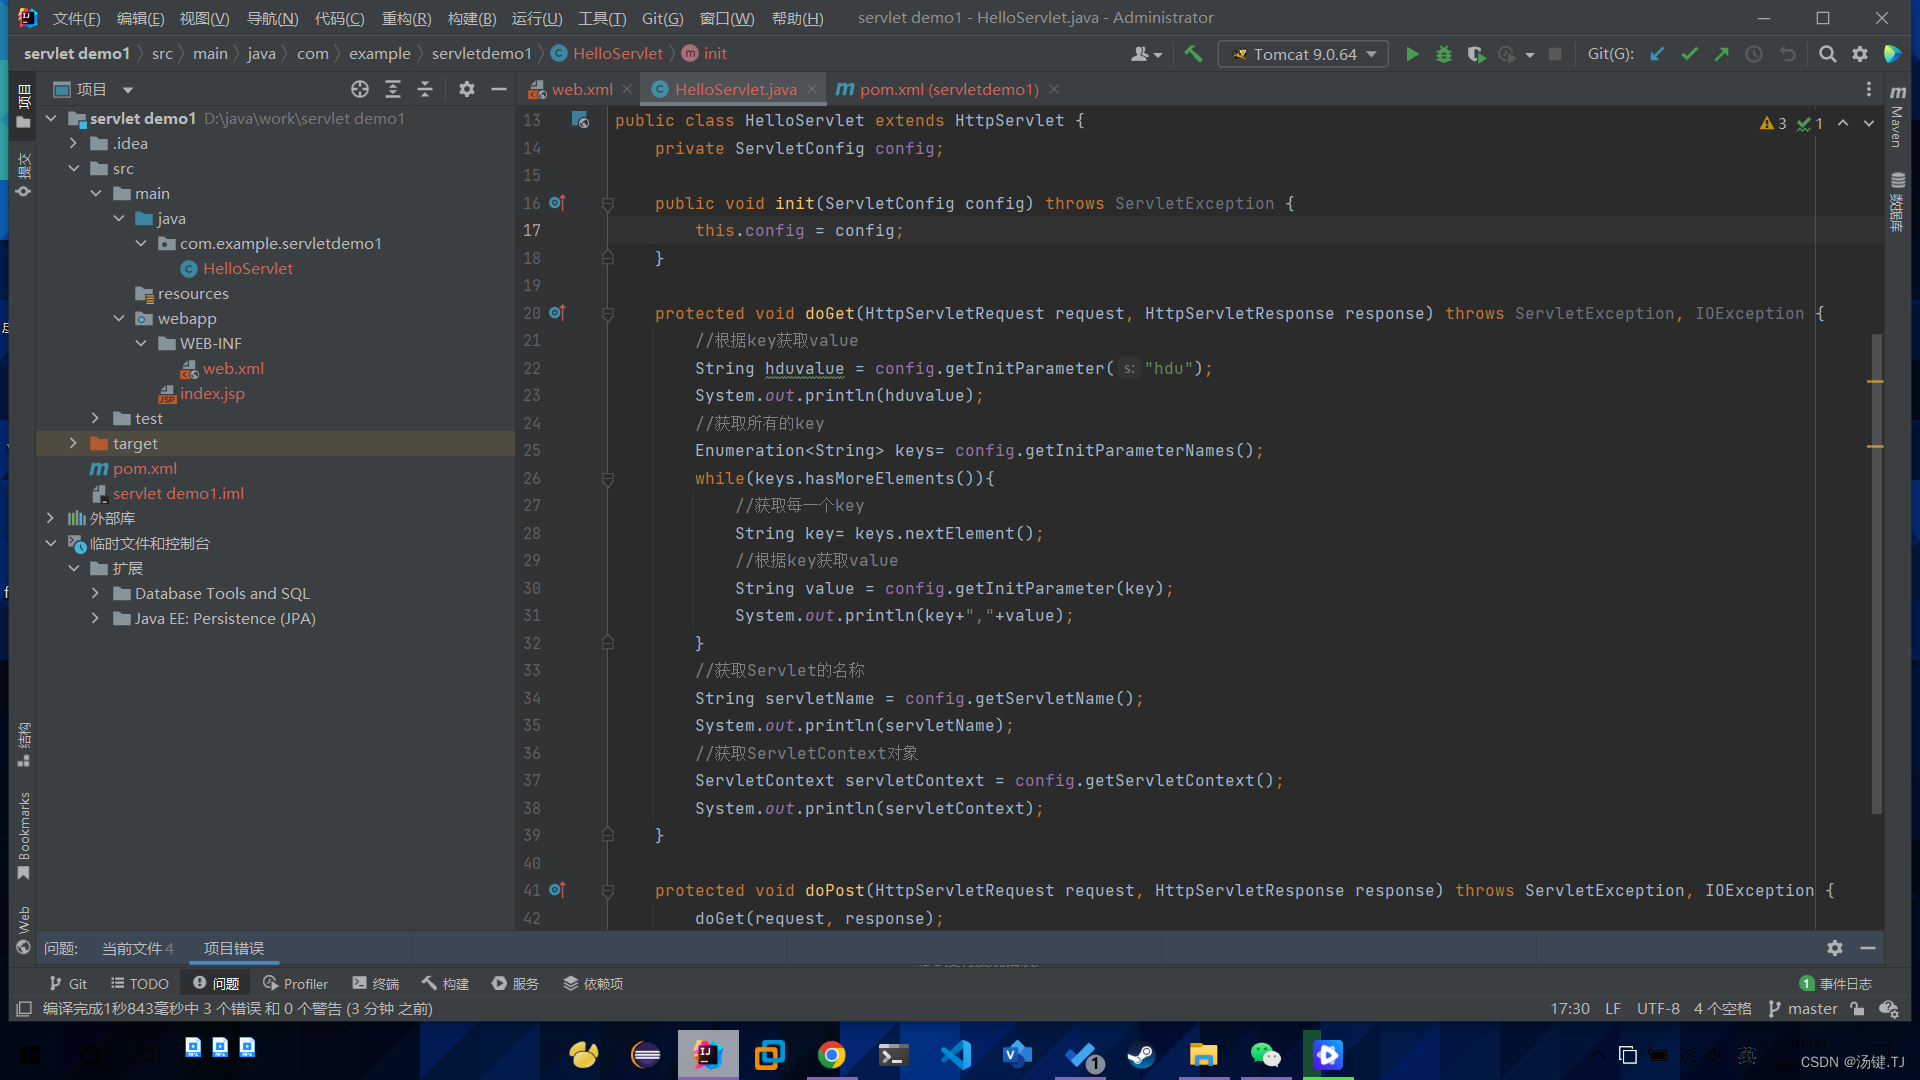 文件(F) 编辑(E) 视图(V) 导航(N) 代码(C) 重构(R) 构建(B) 运行(U) 工具(T) Git(G) 窗口(W) 帮助(H) servlet demo1 - HelloServlet.java - Administrator
servlet demo1 src main java com example servletdemo1 HelloServlet init Tomcat 9.0.64 Git(G):
项目 web.xml HelloServlet.java pom.xml (servletdemo1)
servlet demo1 D:\java\work\servlet demo1
.idea
src
main
java
com.example.servletdemo1
HelloServlet
resources
webapp
WEB-INF
web.xml
index.jsp
test
target
pom.xml
servlet demo1.iml
外部库
临时文件和控制台
扩展
Database Tools and SQL
Java EE: Persistence (JPA)
项目
提交
结构
Bookmarks
Web
3 1
13 public class HelloServlet extends HttpServlet {
14 private ServletConfig config;
15
16 public void init(ServletConfig config) throws ServletException {
17 this.config = config;
18 }
19
20 protected void doGet(HttpServletRequest request, HttpServletResponse response) throws ServletException, IOException {
21 //根据key获取value
22 String hduvalue = config.getInitParameter( s: "hdu");
23 System.out.println(hduvalue);
24 //获取所有的key
25 Enumeration<String> keys= config.getInitParameterNames();
26 while(keys.hasMoreElements()){
27 //获取每一个key
28 String key= keys.nextElement();
29 //根据key获取value
30 String value = config.getInitParameter(key);
31 System.out.println(key+","+value);
32 }
33 //获取Servlet的名称
34 String servletName = config.getServletName();
35 System.out.println(servletName);
36 //获取ServletContext对象
37 ServletContext servletContext = config.getServletContext();
38 System.out.println(servletContext);
39 }
40
41 protected void doPost(HttpServletRequest request, HttpServletResponse response) throws ServletException, IOException {
42 doGet(request, response);
Maven
数据库
问题: 当前文件 4 项目错误
Git TODO 问题 Profiler 终端 构建 服务 依赖项 1 事件日志
编译完成1秒843毫秒中 3 个错误 和 0 个警告 (3 分钟 之前) 17:30 LF UTF-8 4 个空格 master
1
英
CSDN @汤键.TJ